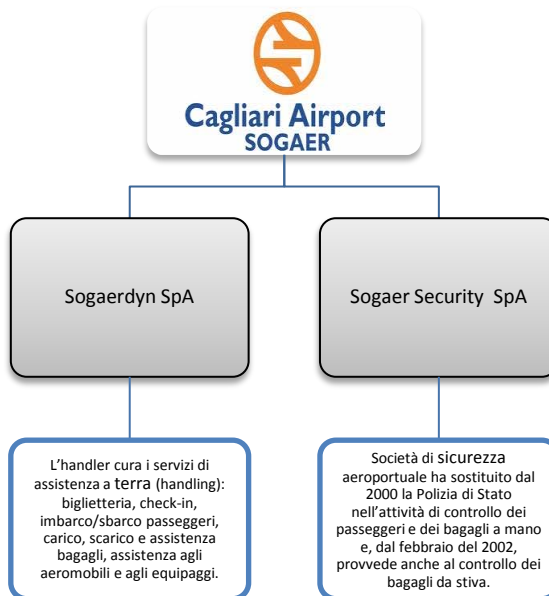 Cagliari Airport
SOGAER
Sogaerdyn SpA
Sogaer Security SpA
L’handler cura i servizi di
assistenza a terra (handling):
biglietteria, check-in,
imbarco/sbarco passeggeri,
carico, scarico e assistenza
bagagli, assistenza agli
aeromobili e agli equipaggi.
Società di sicurezza
aeroportuale ha sostituito dal
2000 la Polizia di Stato
nell’attività di controllo dei
passeggeri e dei bagagli a mano
e, dal febbraio del 2002,
provvede anche al controllo dei
bagagli da stiva.